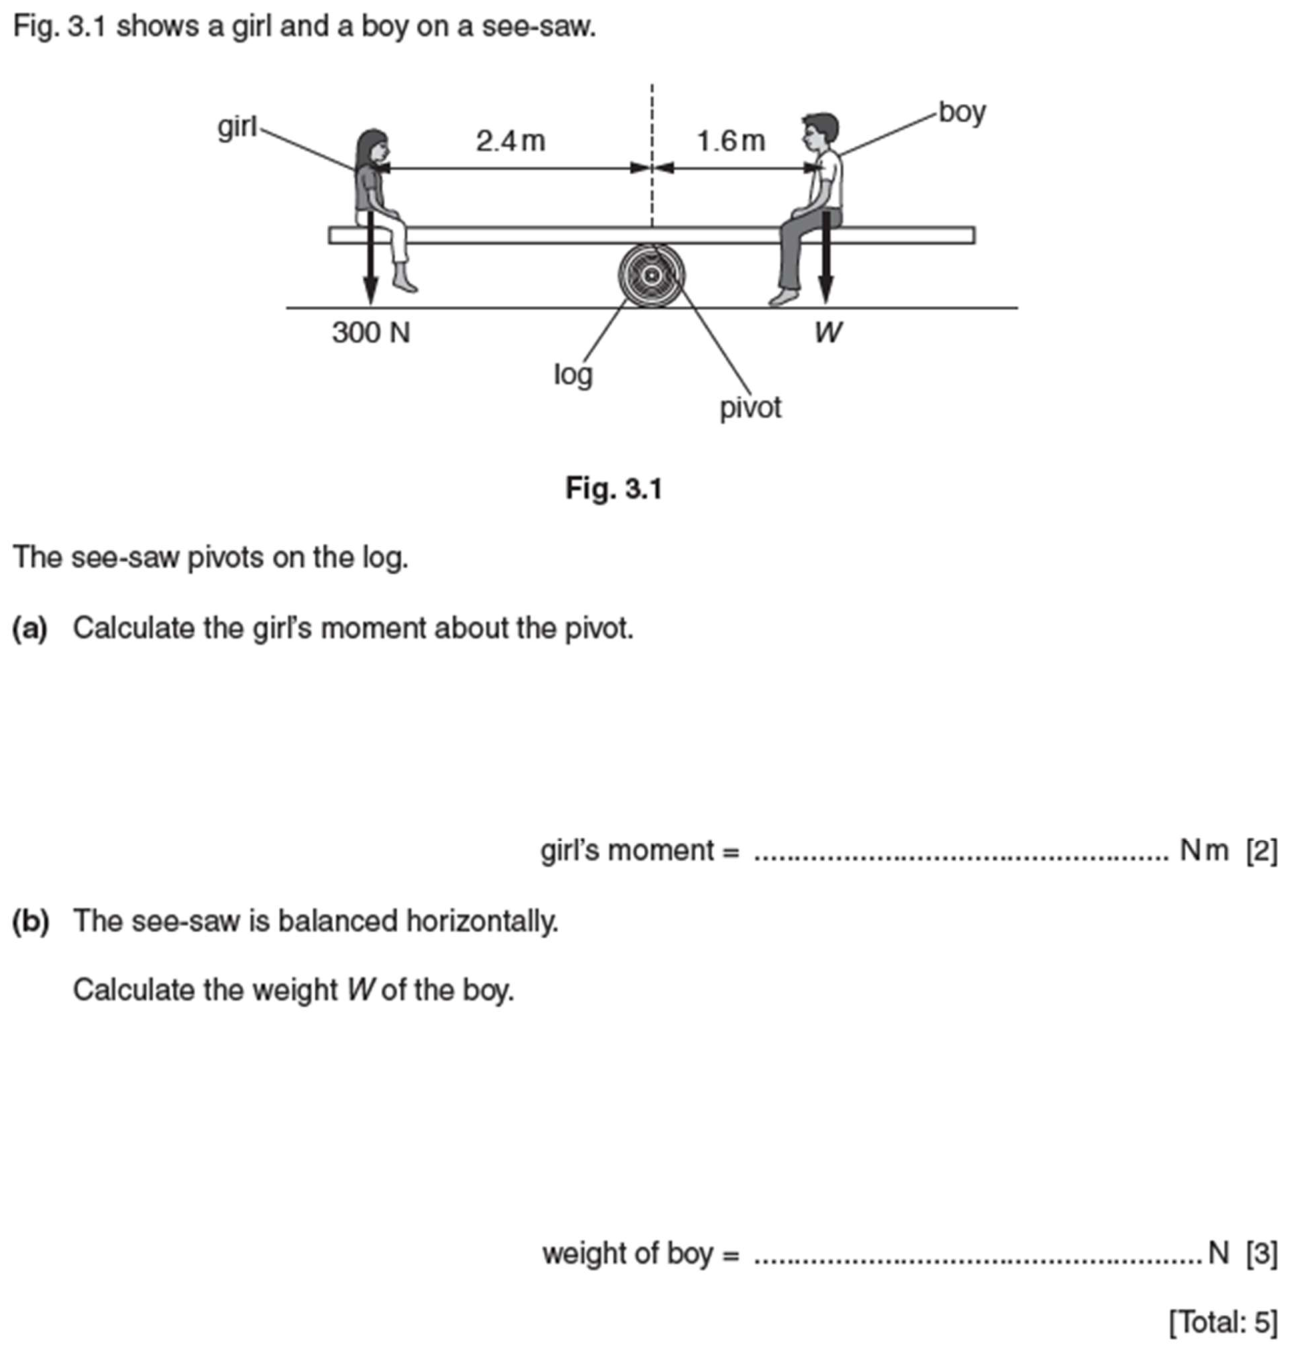 Fig. 3.1 shows a girl and a boy on a see-saw.
girl
2.4 m
1.6 m
boy
300 N
W
log
pivot
Fig. 3.1
The see-saw pivots on the log.
(a) Calculate the girl's moment about the pivot.
girl's moment = .................................................... N m [2]
(b) The see-saw is balanced horizontally.
Calculate the weight W of the boy.
weight of boy = ........................................................ N [3]
[Total: 5]